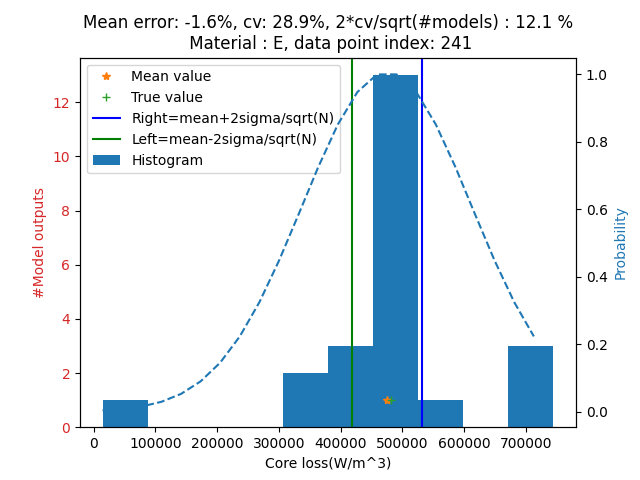 Mean error: -1.6%, cv: 28.9%, 2*cv/sqrt(#models) : 12.1 %
Material : E, data point index: 241
Mean value
True value
Right=mean+2sigma/sqrt(N)
Left=mean-2sigma/sqrt(N)
Histogram
#Model outputs
0
2
4
6
8
10
12
Probability
0.0
0.2
0.4
0.6
0.8
1.0
0 100000 200000 300000 400000 500000 600000 700000
Core loss(W/m^3)